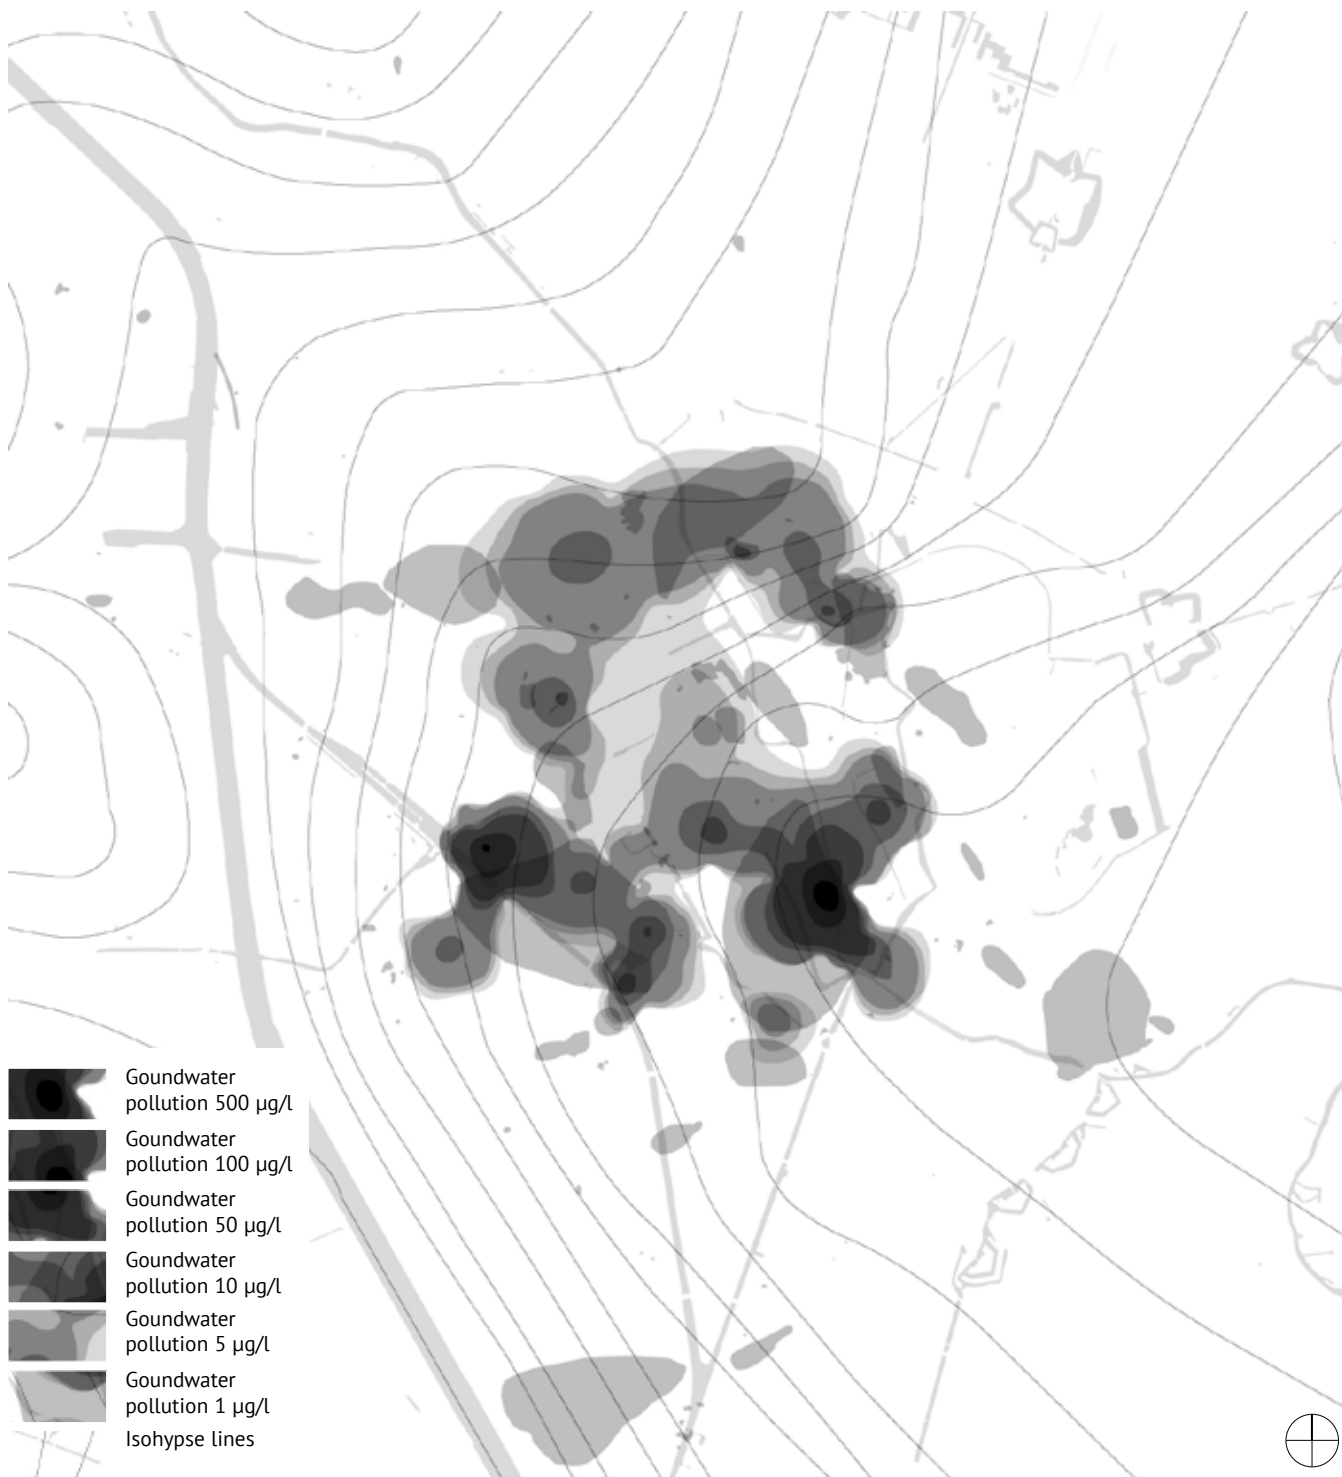 Goundwater
pollution 500 µg/l
Goundwater
pollution 100 µg/l
Goundwater
pollution 50 µg/l
Goundwater
pollution 10 µg/l
Goundwater
pollution 5 µg/l
Goundwater
pollution 1 µg/l
Isohypse lines